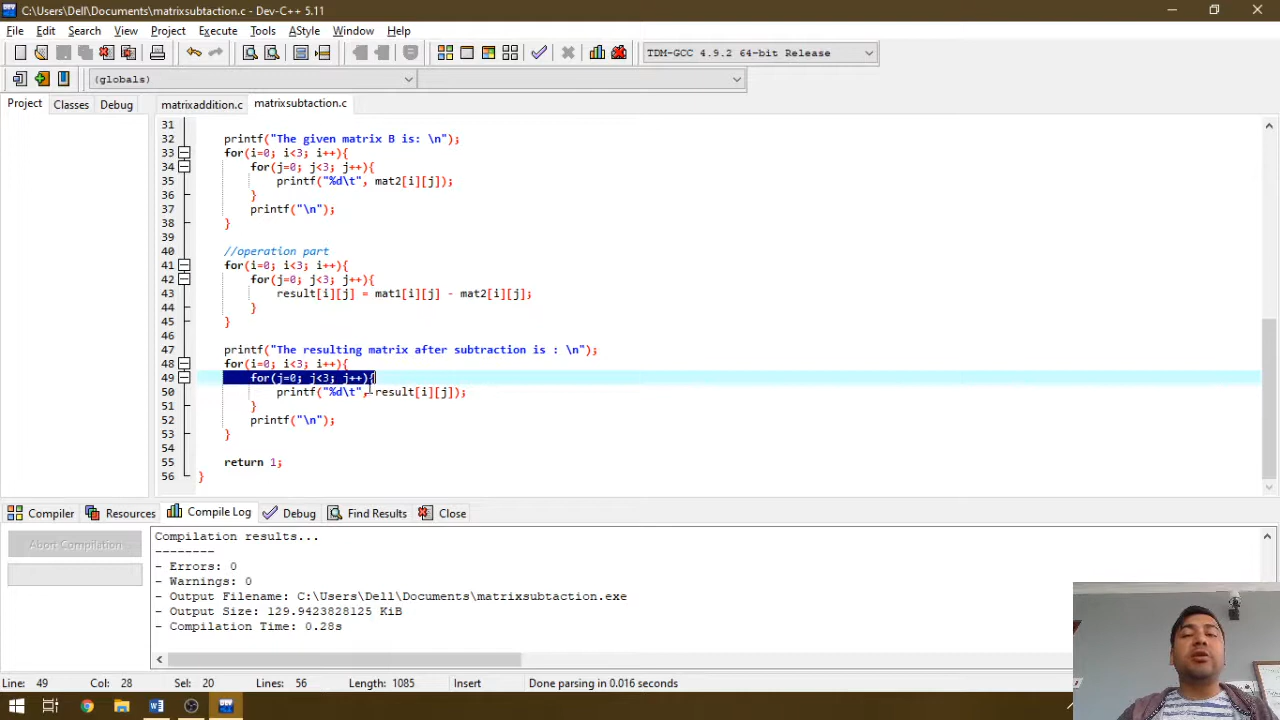 C:\Users\Dell\Documents\matrixsubtaction.c - Dev-C++ 5.11
File Edit Search View Project Execute Tools AStyle Window Help
TDM-GCC 4.9.2 64-bit Release
(globals)
Project Classes Debug matrixaddition.c matrixsubtaction.c
31
32 printf("The given matrix B is: \n");
33 for(i=0; i<3; i++){
34 for(j=0; j<3; j++){
35 printf("%d\t", mat2[i][j]);
36 }
37 printf("\n");
38 }
39
40 //operation part
41 for(i=0; i<3; i++){
42 for(j=0; j<3; j++){
43 result[i][j] = mat1[i][j] - mat2[i][j];
44 }
45 }
46
47 printf("The resulting matrix after subtraction is : \n");
48 for(i=0; i<3; i++){
49 for(j=0; j<3; j++){
50 printf("%d\t", result[i][j]);
51 }
52 printf("\n");
53 }
54
55 return 1;
56 }
Compiler Resources Compile Log Debug Find Results Close
Abort Compilation
Compilation results...
--------
- Errors: 0
- Warnings: 0
- Output Filename: C:\Users\Dell\Documents\matrixsubtaction.exe
- Output Size: 129.9423828125 KiB
- Compilation Time: 0.28s
Line: 49 Col: 28 Sel: 20 Lines: 56 Length: 1085 Insert Done parsing in 0.016 seconds